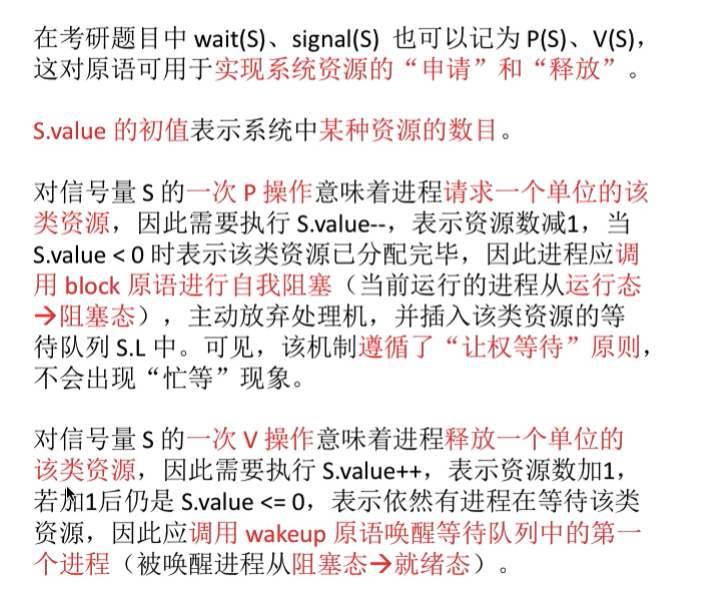 在考研题目中 wait(S)、signal(S) 也可以记为 P(S)、V(S)，
这对原语可用于实现系统资源的“申请”和“释放”。
S.value 的初值表示系统中某种资源的数目。
对信号量 S 的一次 P 操作意味着进程请求一个单位的该
类资源，因此需要执行 S.value--，表示资源数减1，当
S.value < 0 时表示该类资源已分配完毕，因此进程应调
用 block 原语进行自我阻塞（当前运行的进程从运行态
→阻塞态），主动放弃处理机，并插入该类资源的等
待队列 S.L 中。可见，该机制遵循了“让权等待”原则，
不会出现“忙等”现象。
对信号量 S 的一次 V 操作意味着进程释放一个单位的
该类资源，因此需要执行 S.value++，表示资源数加1，
若加1后仍是 S.value <= 0，表示依然有进程在等待该类
资源，因此应调用 wakeup 原语唤醒等待队列中的第一
个进程（被唤醒进程从阻塞态→就绪态）。